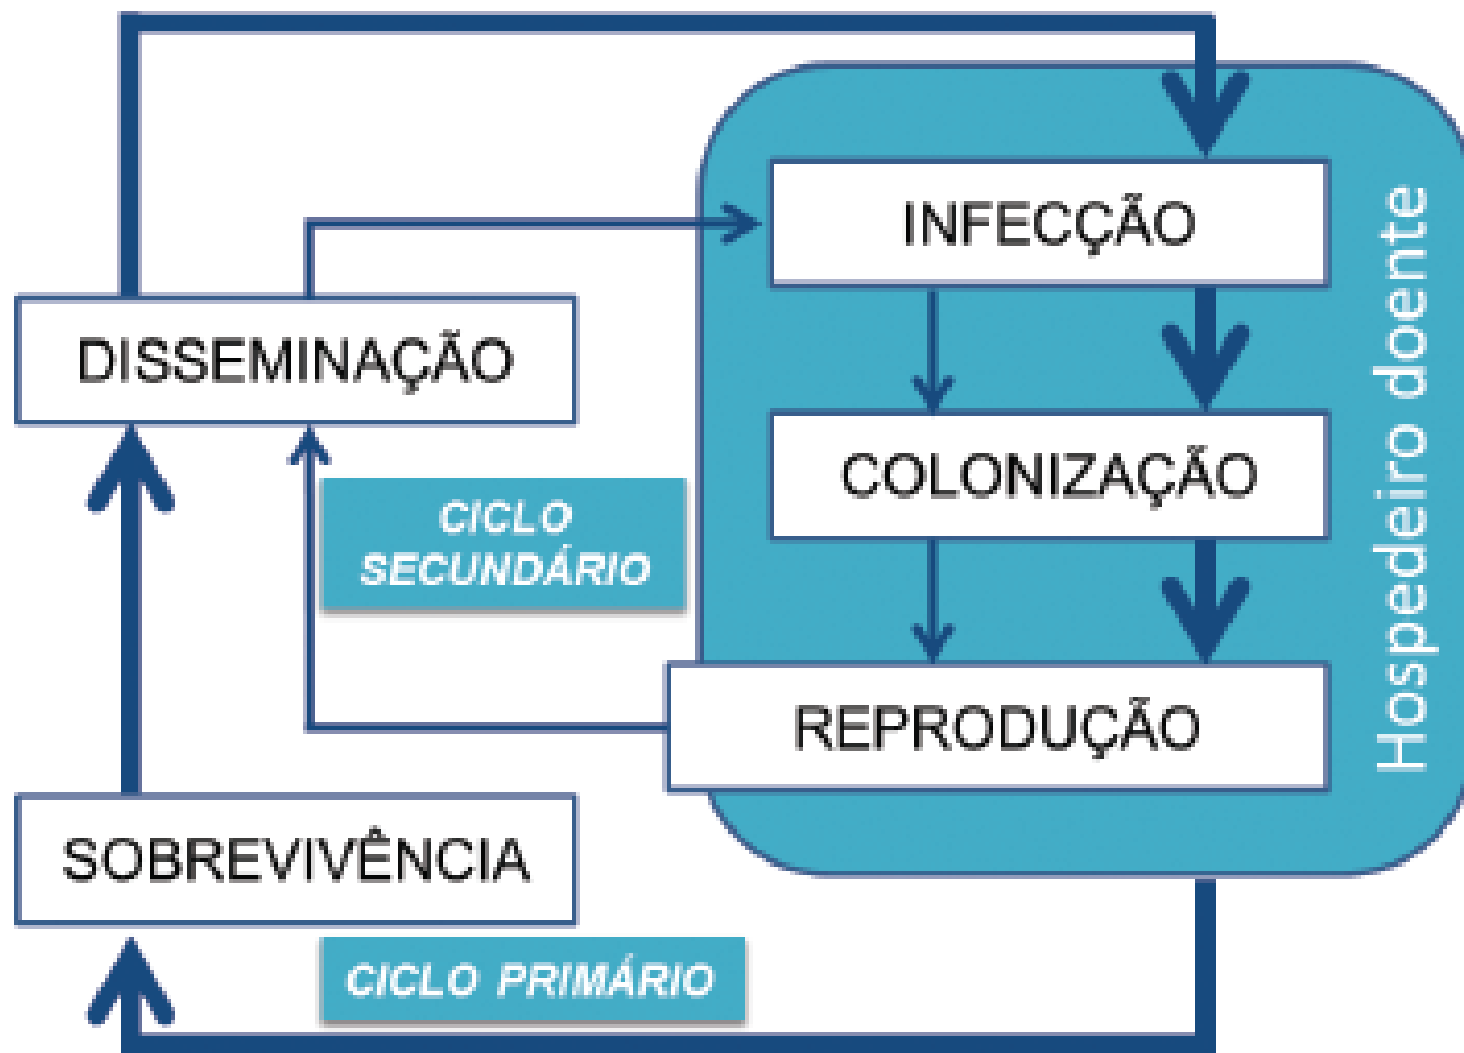 INFECÇÃO
DISSEMINAÇÃO
COLONIZAÇÃO
CICLO
SECUNDÁRIO
REPRODUÇÃO
Hospedeiro doente
SOBREVIVÊNCIA
CICLO PRIMÁRIO